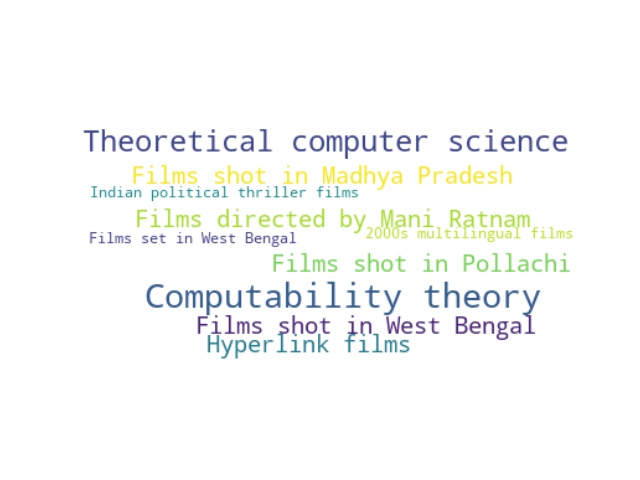 Theoretical computer science
Films shot in Madhya Pradesh
Indian political thriller films
Films directed by Mani Ratnam
2000s multilingual films
Films set in West Bengal
Films shot in Pollachi
Computability theory
Films shot in West Bengal
Hyperlink films